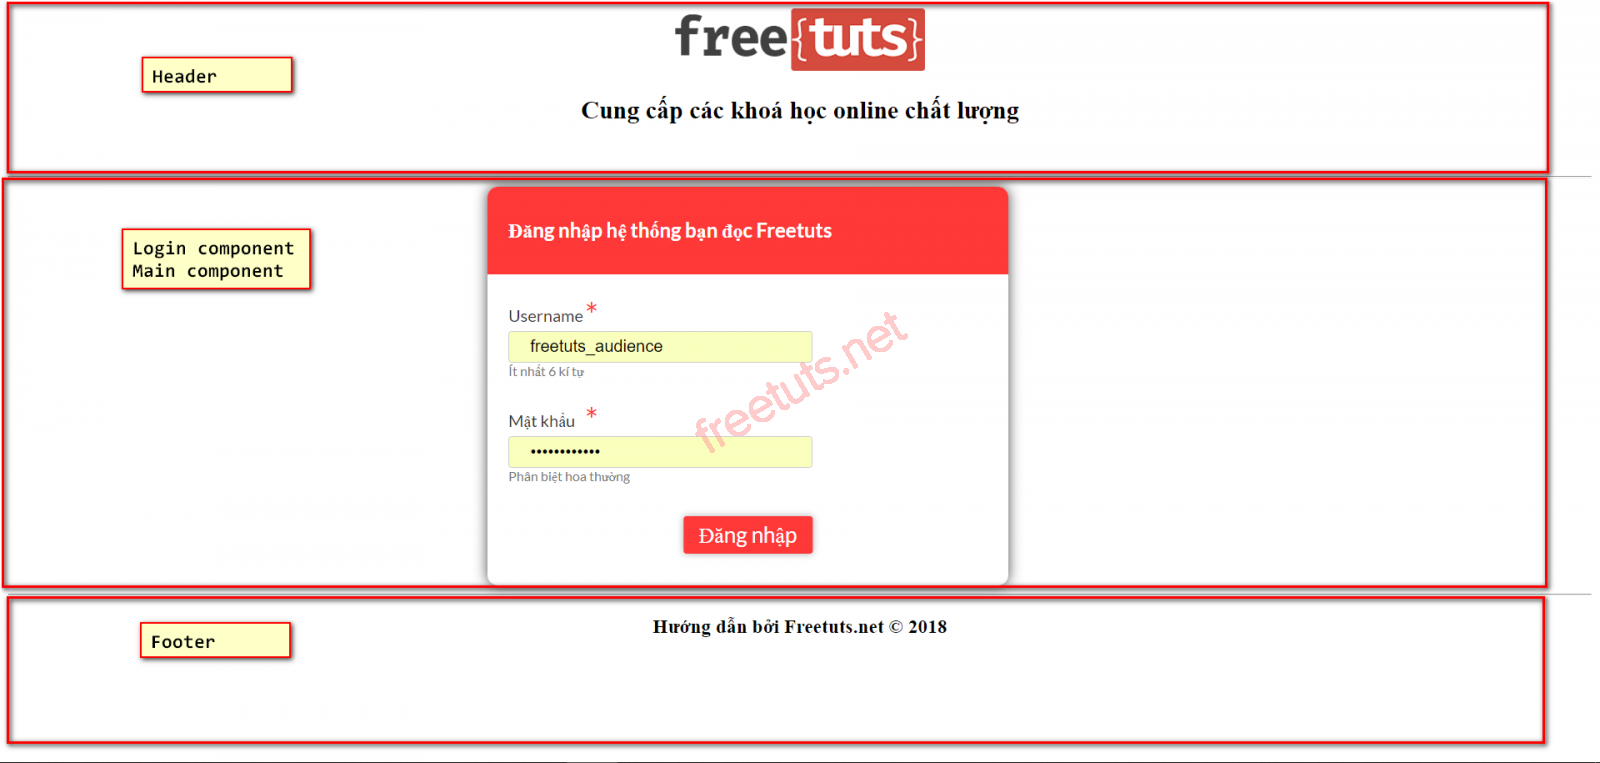 free{tuts}
Header
Cung cấp các khoá học online chất lượng
Login component
Main component
Đăng nhập hệ thống bạn đọc Freetuts
Username *
freetuts_audience
Ít nhất 6 kí tự
Mật khẩu *
••••••••••••
Phân biệt hoa thường
Đăng nhập
freetuts.net
Footer
Hướng dẫn bởi Freetuts.net © 2018